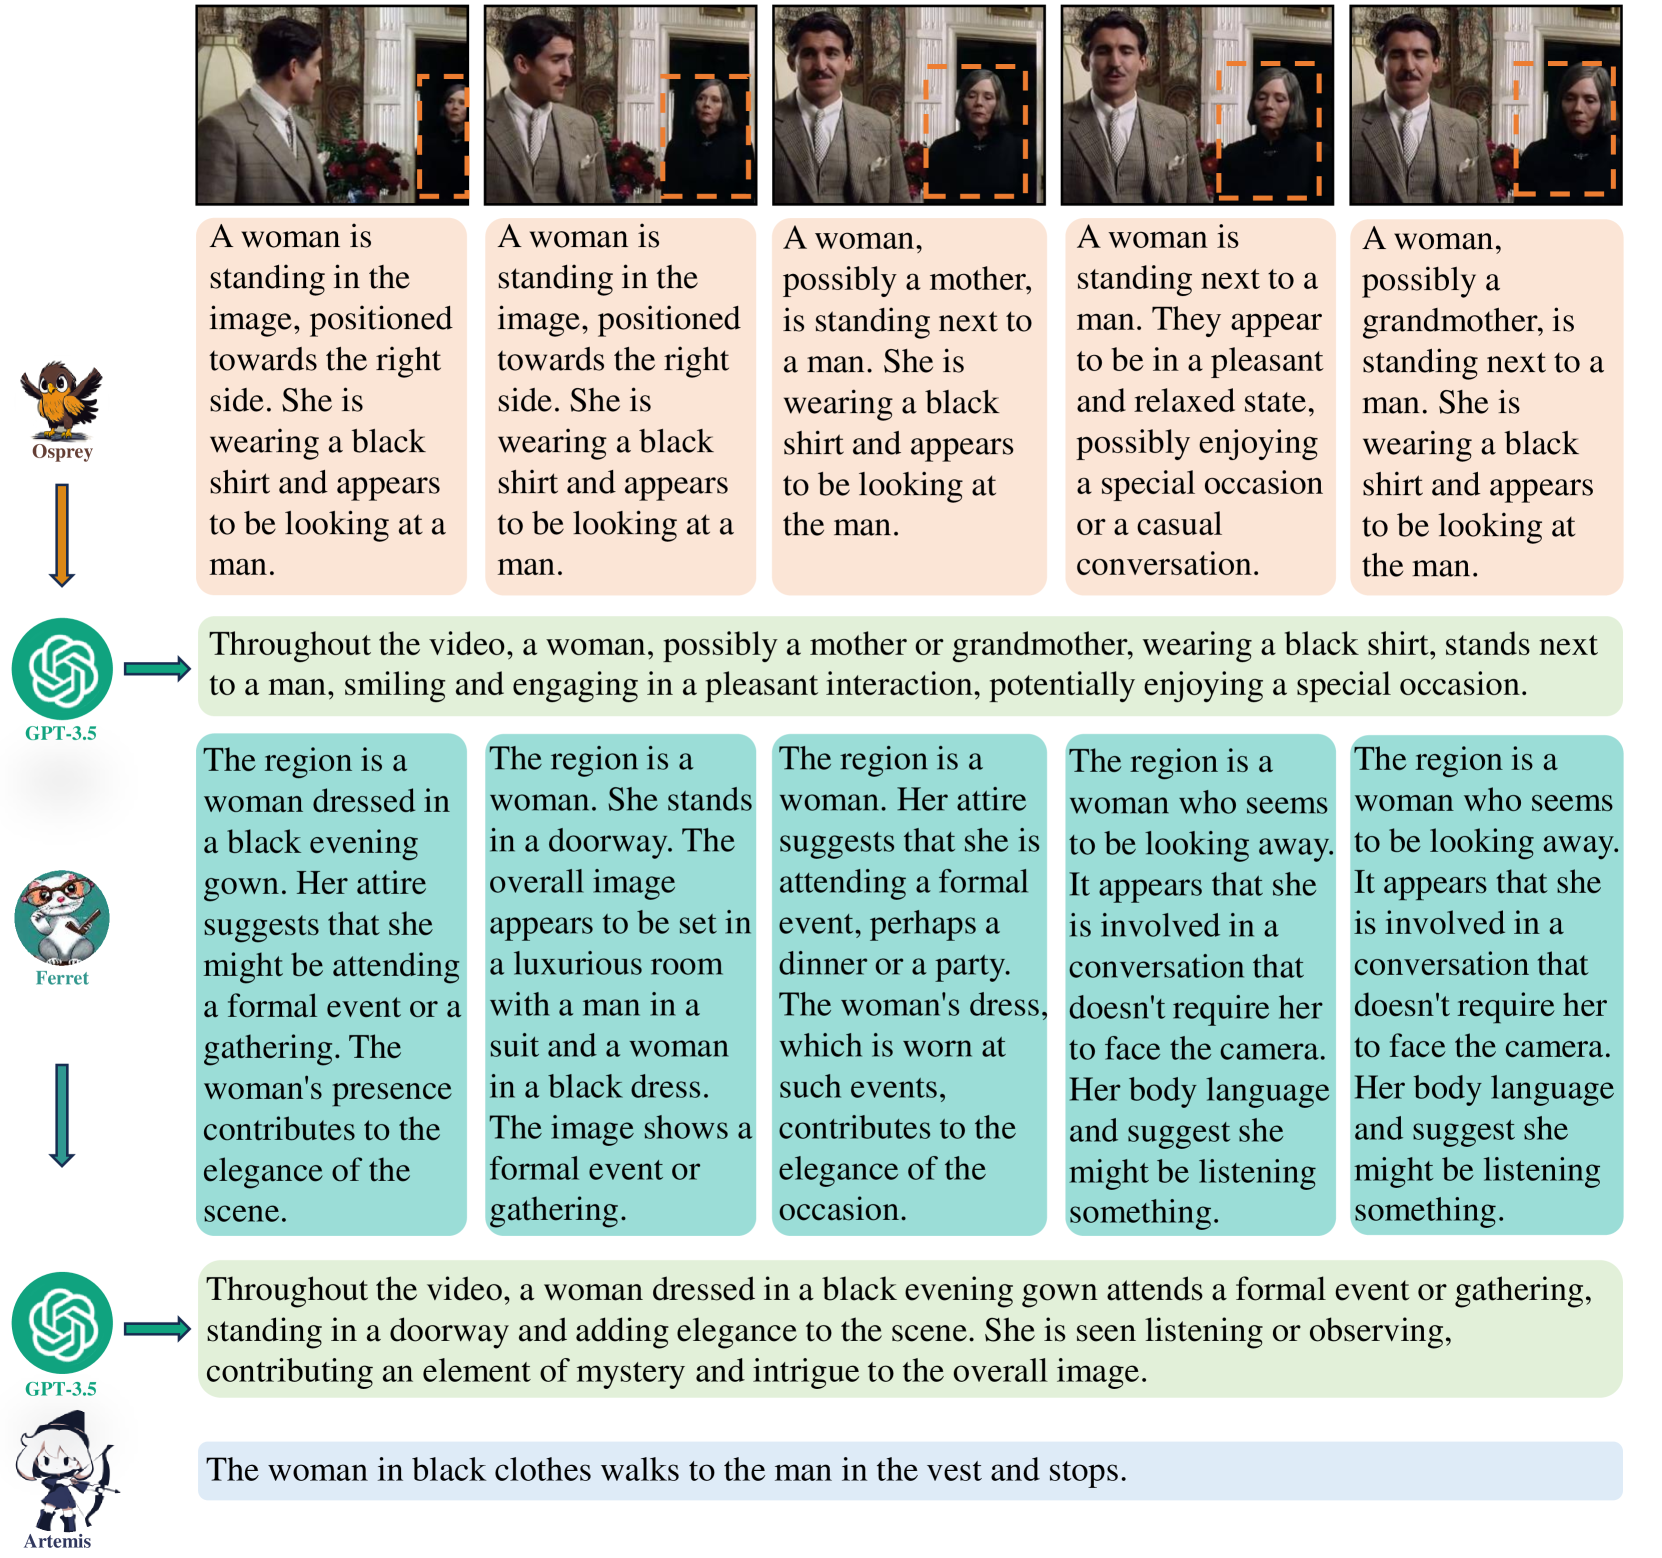 A woman is
standing in the
image, positioned
towards the right
side. She is
wearing a black
shirt and appears
to be looking at a
man.
A woman is
standing in the
image, positioned
towards the right
side. She is
wearing a black
shirt and appears
to be looking at a
man.
A woman,
possibly a mother,
is standing next to
a man. She is
wearing a black
shirt and appears
to be looking at
the man.
A woman is
standing next to a
man. They appear
to be in a pleasant
and relaxed state,
possibly enjoying
a special occasion
or a casual
conversation.
A woman,
possibly a
grandmother, is
standing next to a
man. She is
wearing a black
shirt and appears
to be looking at
the man.
Osprey
Throughout the video, a woman, possibly a mother or grandmother, wearing a black shirt, stands next
to a man, smiling and engaging in a pleasant interaction, potentially enjoying a special occasion.
GPT-3.5
The region is a
woman dressed in
a black evening
gown. Her attire
suggests that she
might be attending
a formal event or a
gathering. The
woman's presence
contributes to the
elegance of the
scene.
The region is a
woman. She stands
in a doorway. The
overall image
appears to be set in
a luxurious room
with a man in a
suit and a woman
in a black dress.
The image shows a
formal event or
gathering.
The region is a
woman. Her attire
suggests that she is
attending a formal
event, perhaps a
dinner or a party.
The woman's dress,
which is worn at
such events,
contributes to the
elegance of the
occasion.
The region is a
woman who seems
to be looking away.
It appears that she
is involved in a
conversation that
doesn't require her
to face the camera.
Her body language
and suggest she
might be listening
something.
The region is a
woman who seems
to be looking away.
It appears that she
is involved in a
conversation that
doesn't require her
to face the camera.
Her body language
and suggest she
might be listening
something.
Ferret
Throughout the video, a woman dressed in a black evening gown attends a formal event or gathering,
standing in a doorway and adding elegance to the scene. She is seen listening or observing,
contributing an element of mystery and intrigue to the overall image.
GPT-3.5
The woman in black clothes walks to the man in the vest and stops.
Artemis